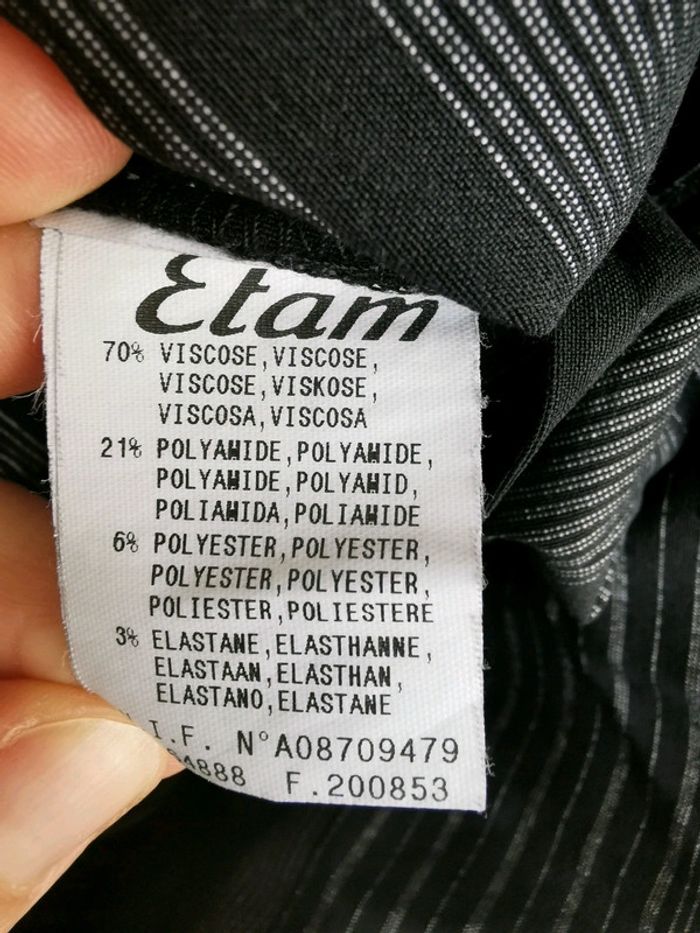 Etam
70% VISCOSE,VISCOSE,
VISCOSE,VISKOSE,
VISCOSA,VISCOSA
21% POLYAMIDE,POLYAMIDE,
POLYAMIDE,POLYAMID,
POLIAMIDA,POLIAMIDE
6% POLYESTER,POLYESTER,
POLYESTER,POLYESTER,
POLIESTER,POLIESTERE
3% ELASTANE,ELASTHANNE,
ELASTAAN,ELASTHAN,
ELASTANO,ELASTANE
I.F. N°A08709479
4888 F.200853